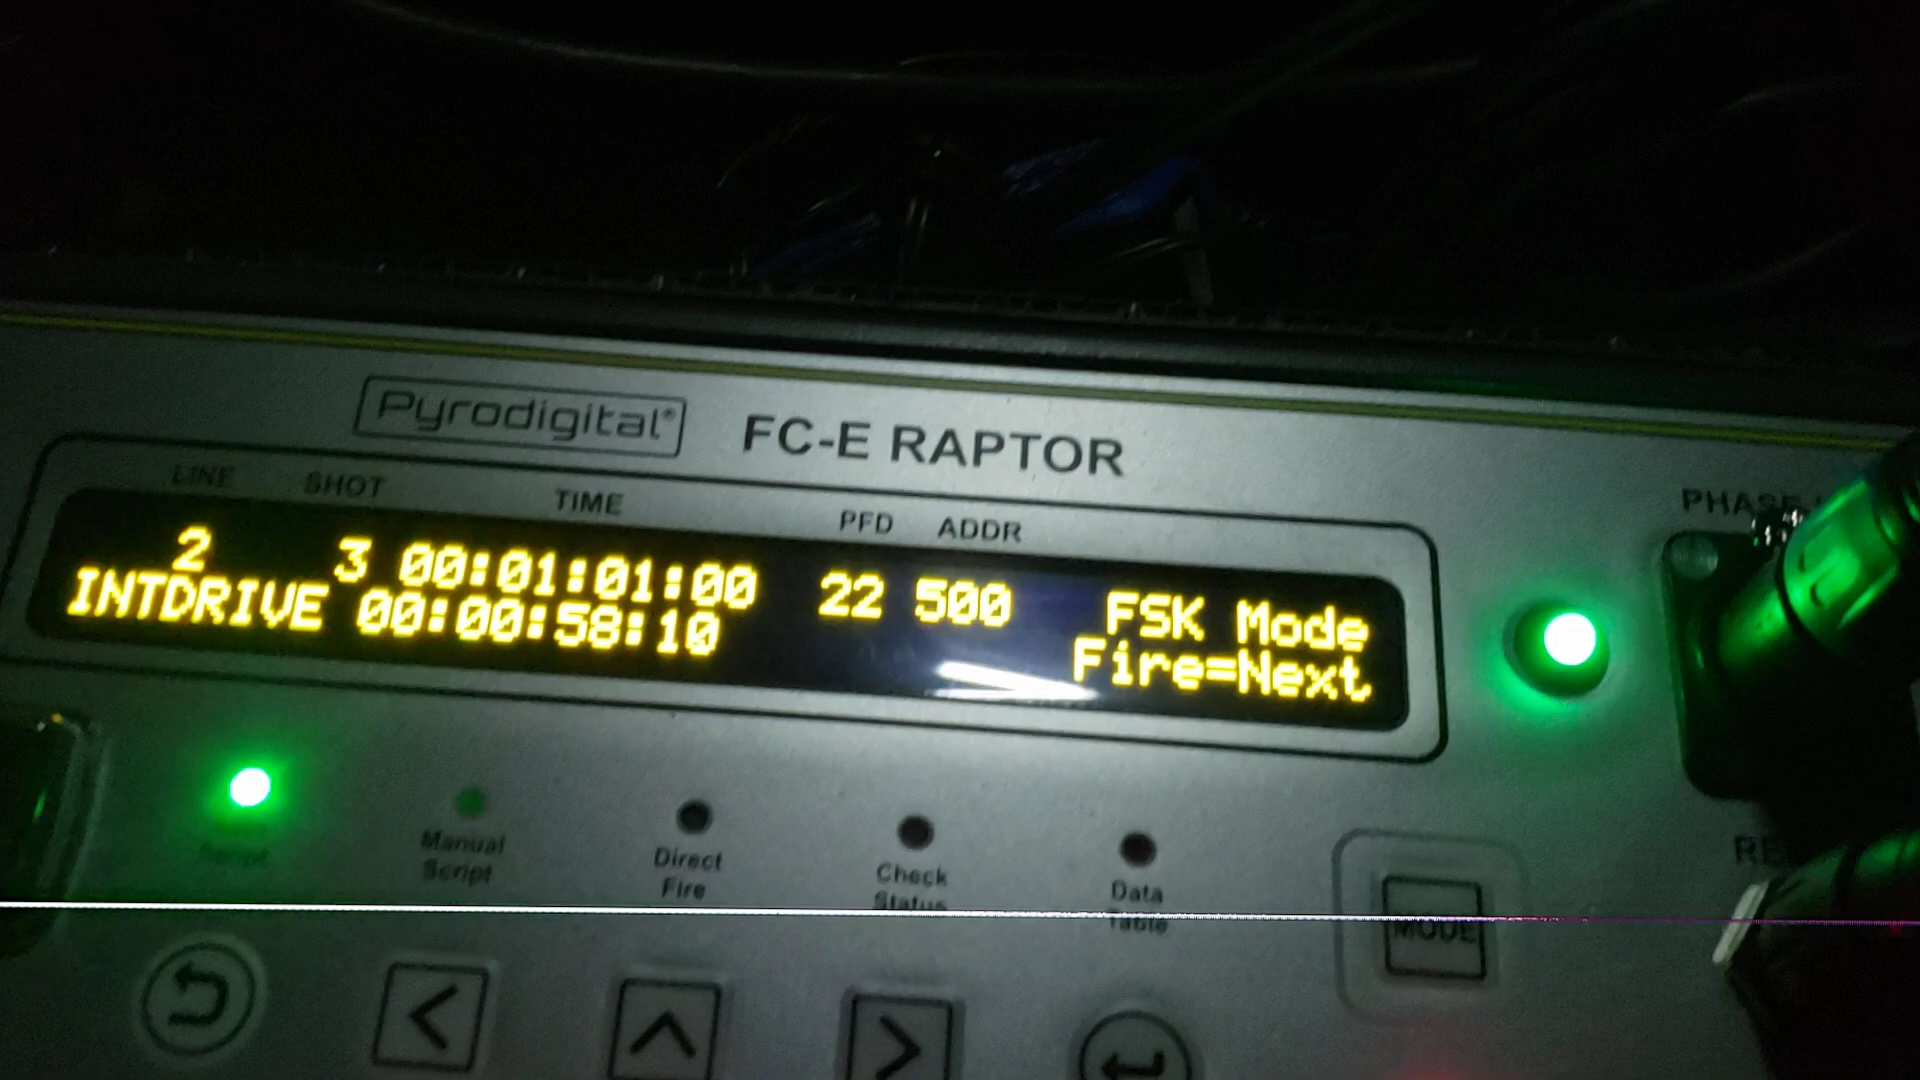 Pyrodigital® FC-E RAPTOR
LINE SHOT TIME PFD ADDR
2 3 00:01:01:00 22 500 FSK Mode
INTDRIVE 00:00:58:10 Fire=Next
Script
Manual
Script
Direct
Fire
Check
Status
Data
Table
MODE